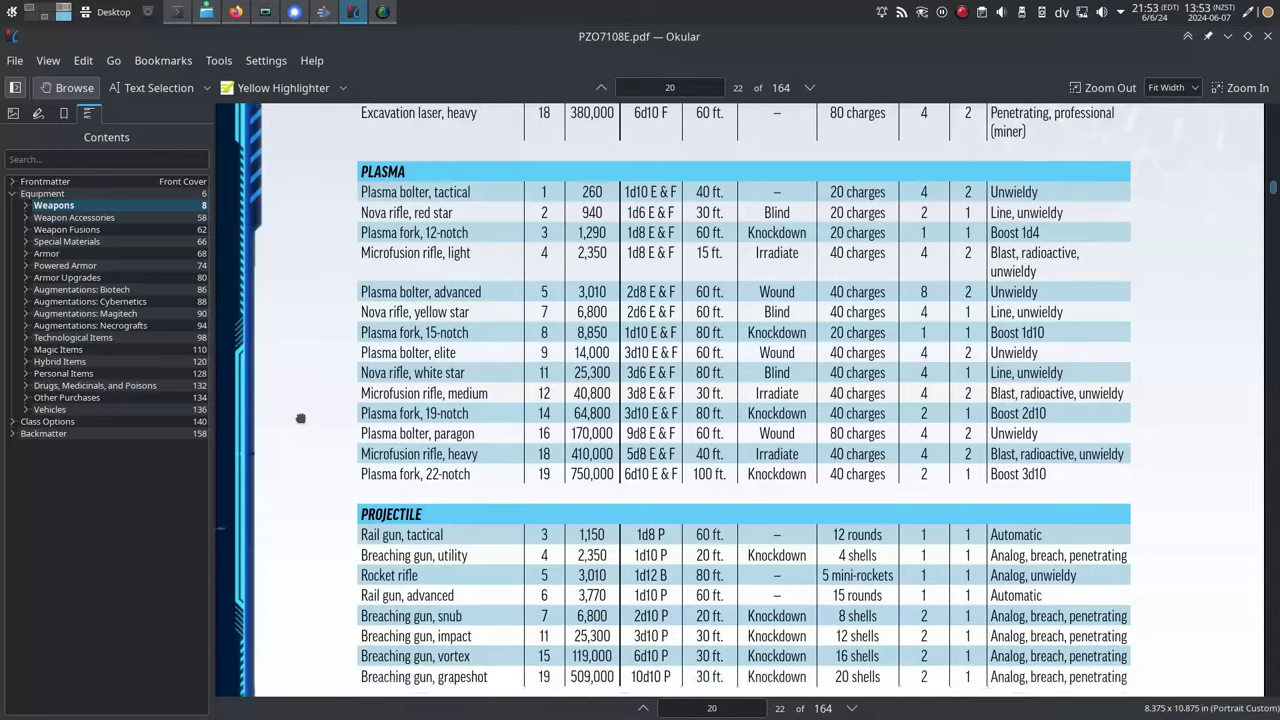 Desktop
dv
21:53 (EDT)
6/6/24
13:53 (NZST)
2024-06-07
PZO7108E.pdf — Okular
File View Edit Go Bookmarks Tools Settings Help
Browse Text Selection Yellow Highlighter 20 22 of 164 Zoom Out Fit Width Zoom In
Contents
Search...
Frontmatter Front Cover
Equipment 6
Weapons 8
Weapon Accessories 58
Weapon Fusions 62
Special Materials 66
Armor 68
Powered Armor 74
Armor Upgrades 80
Augmentations: Biotech 86
Augmentations: Cybernetics 88
Augmentations: Magitech 90
Augmentations: Necrografts 94
Technological Items 98
Magic Items 110
Hybrid Items 120
Personal Items 128
Drugs, Medicinals, and Poisons 132
Other Purchases 134
Vehicles 136
Class Options 140
Backmatter 158
Excavation laser, heavy 18 380,000 6d10 F 60 ft. – 80 charges 4 2 Penetrating, professional
(miner)
PLASMA
Plasma bolter, tactical 1 260 1d10 E & F 40 ft. – 20 charges 4 2 Unwieldy
Nova rifle, red star 2 940 1d6 E & F 30 ft. Blind 20 charges 2 1 Line, unwieldy
Plasma fork, 12-notch 3 1,290 1d8 E & F 60 ft. Knockdown 20 charges 1 1 Boost 1d4
Microfusion rifle, light 4 2,350 1d8 E & F 15 ft. Irradiate 40 charges 4 2 Blast, radioactive,
unwieldy
Plasma bolter, advanced 5 3,010 2d8 E & F 60 ft. Wound 40 charges 8 2 Unwieldy
Nova rifle, yellow star 7 6,800 2d6 E & F 60 ft. Blind 40 charges 4 1 Line, unwieldy
Plasma fork, 15-notch 8 8,850 1d10 E & F 80 ft. Knockdown 20 charges 1 1 Boost 1d10
Plasma bolter, elite 9 14,000 3d10 E & F 60 ft. Wound 40 charges 4 2 Unwieldy
Nova rifle, white star 11 25,300 3d6 E & F 80 ft. Blind 40 charges 4 1 Line, unwieldy
Microfusion rifle, medium 12 40,800 3d8 E & F 30 ft. Irradiate 40 charges 4 2 Blast, radioactive, unwieldy
Plasma fork, 19-notch 14 64,800 3d10 E & F 80 ft. Knockdown 40 charges 2 1 Boost 2d10
Plasma bolter, paragon 16 170,000 9d8 E & F 60 ft. Wound 80 charges 4 2 Unwieldy
Microfusion rifle, heavy 18 410,000 5d8 E & F 40 ft. Irradiate 40 charges 4 2 Blast, radioactive, unwieldy
Plasma fork, 22-notch 19 750,000 6d10 E & F 100 ft. Knockdown 40 charges 2 1 Boost 3d10
PROJECTILE
Rail gun, tactical 3 1,150 1d8 P 60 ft. – 12 rounds 1 1 Automatic
Breaching gun, utility 4 2,350 1d10 P 20 ft. Knockdown 4 shells 1 1 Analog, breach, penetrating
Rocket rifle 5 3,010 1d12 B 80 ft. – 5 mini-rockets 1 1 Analog, unwieldy
Rail gun, advanced 6 3,770 1d10 P 60 ft. – 15 rounds 1 1 Automatic
Breaching gun, snub 7 6,800 2d10 P 20 ft. Knockdown 8 shells 2 1 Analog, breach, penetrating
Breaching gun, impact 11 25,300 3d10 P 30 ft. Knockdown 12 shells 2 1 Analog, breach, penetrating
Breaching gun, vortex 15 119,000 6d10 P 30 ft. Knockdown 16 shells 2 1 Analog, breach, penetrating
Breaching gun, grapeshot 19 509,000 10d10 P 30 ft. Knockdown 20 shells 2 1 Analog, breach, penetrating
20 22 of 164 8.375 x 10.875 in (Portrait Custom)